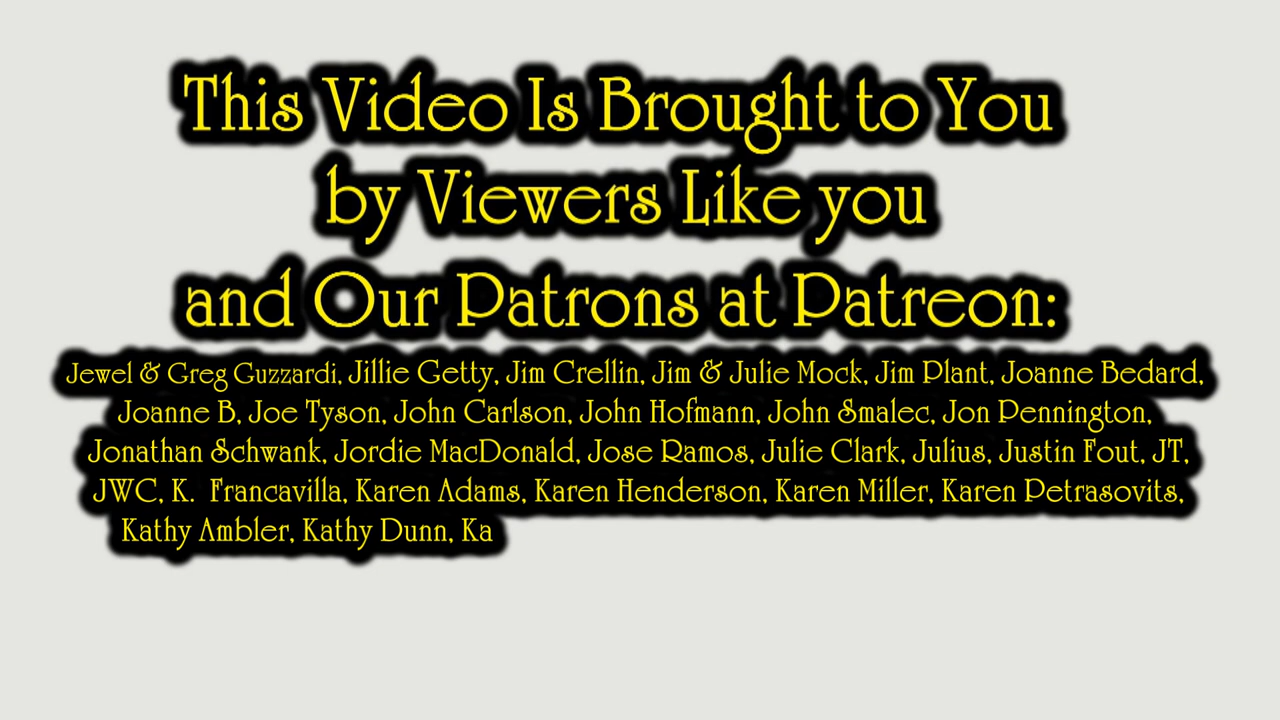 This Video Is Brought to You
by Viewers Like you
and Our Patrons at Patreon:
Jewel & Greg Guzzardi, Jillie Getty, Jim Crellin, Jim & Julie Mock, Jim Plant, Joanne Bedard,
Joanne B, Joe Tyson, John Carlson, John Hofmann, John Smalec, Jon Pennington,
Jonathan Schwank, Jordie MacDonald, Jose Ramos, Julie Clark, Julius, Justin Fout, JT,
JWC, K. Francavilla, Karen Adams, Karen Henderson, Karen Miller, Karen Petrasovits,
Kathy Ambler, Kathy Dunn, Ka